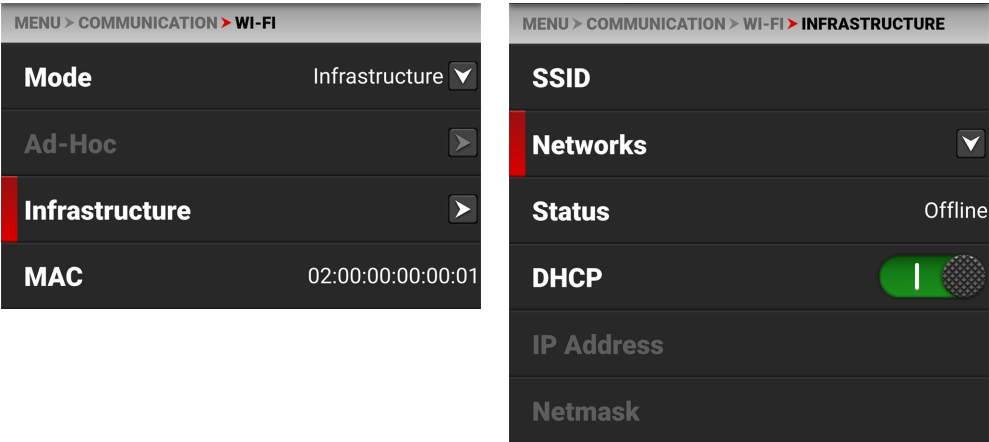 MENU > COMMUNICATION > WI-FI
Mode Infrastructure
Ad-Hoc
Infrastructure
MAC 02:00:00:00:00:01
MENU > COMMUNICATION > WI-FI > INFRASTRUCTURE
SSID
Networks
Status Offline
DHCP
IP Address
Netmask